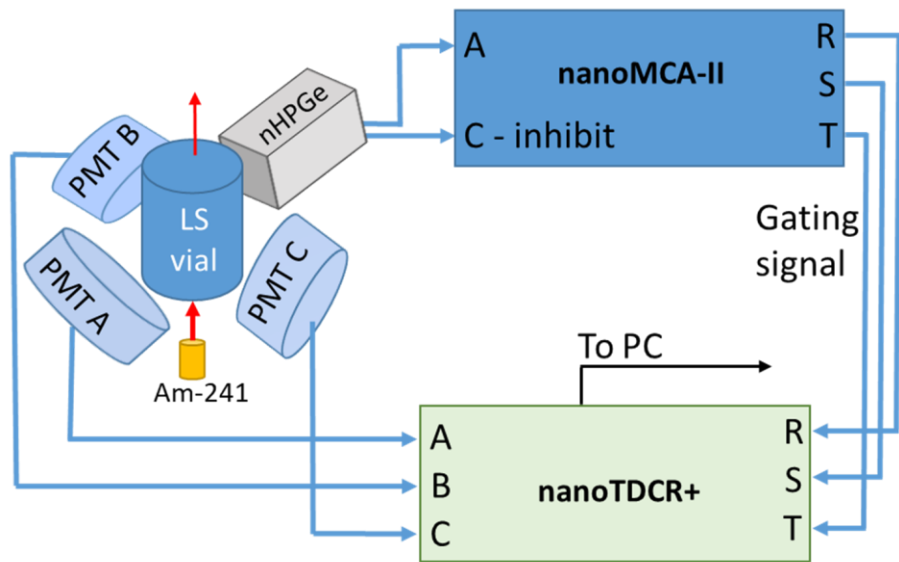 A
nanoMCA-II
R
S
C - inhibit
T
nHPGe
PMT B
LS
vial
PMT A
PMT C
Am-241
Gating
signal
To PC
A
B
C
nanoTDCR+
R
S
T